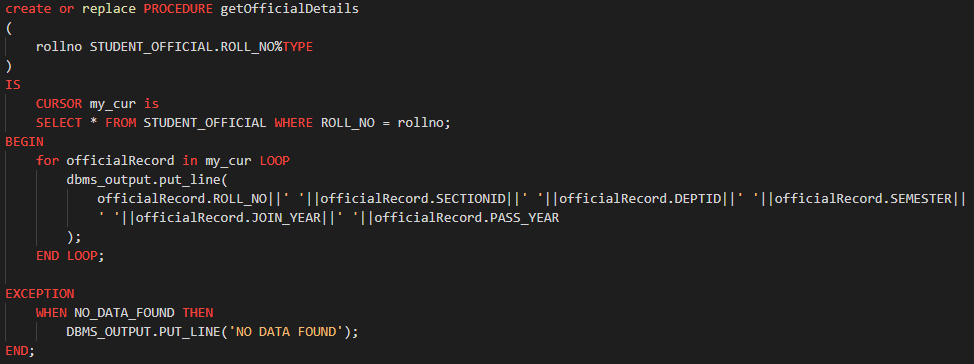 create or replace PROCEDURE getOfficialDetails
(
    rollno STUDENT_OFFICIAL.ROLL_NO%TYPE
)
IS
    CURSOR my_cur is
    SELECT * FROM STUDENT_OFFICIAL WHERE ROLL_NO = rollno;
BEGIN
    for officialRecord in my_cur LOOP
        dbms_output.put_line(
            officialRecord.ROLL_NO||' '||officialRecord.SECTIONID||' '||officialRecord.DEPTID||' '||officialRecord.SEMESTER||
            ' '||officialRecord.JOIN_YEAR||' '||officialRecord.PASS_YEAR
        );
    END LOOP;

EXCEPTION
    WHEN NO_DATA_FOUND THEN
        DBMS_OUTPUT.PUT_LINE('NO DATA FOUND');
END;